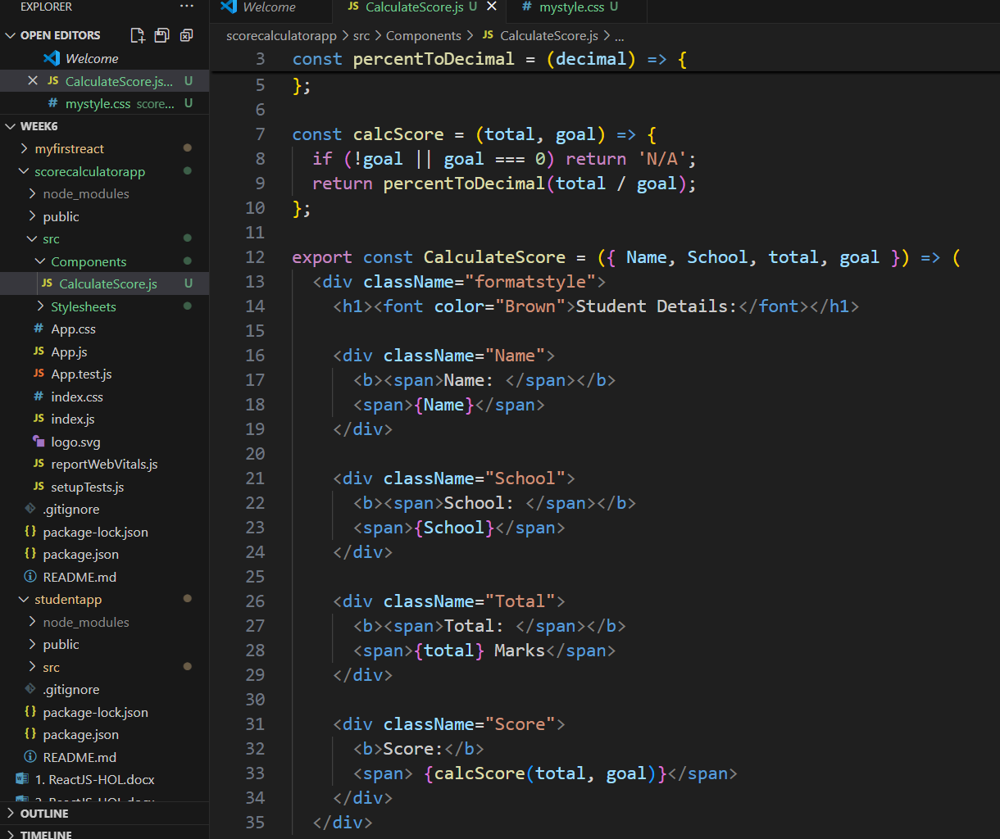 EXPLORER ...
OPEN EDITORS
Welcome
CalculateScore.js... U
mystyle.css score... U
WEEK6
myfirstreact
scorecalculatorapp
node_modules
public
src
Components
CalculateScore.js U
Stylesheets
App.css
App.js
App.test.js
index.css
index.js
logo.svg
reportWebVitals.js
setupTests.js
.gitignore
package-lock.json
package.json
README.md
studentapp
node_modules
public
src
.gitignore
package-lock.json
package.json
README.md
1. ReactJS-HOL.docx
2. ReactJS-HOL.docx
OUTLINE
TIMELINE
Welcome
JS CalculateScore.js U
# mystyle.css U
scorecalculatorapp > src > Components > JS CalculateScore.js > ...
3 const percentToDecimal = (decimal) => {
5 };
6
7 const calcScore = (total, goal) => {
8 if (!goal || goal === 0) return 'N/A';
9 return percentToDecimal(total / goal);
10 };
11
12 export const CalculateScore = ({ Name, School, total, goal }) => (
13 <div className="formatstyle">
14 <h1><font color="Brown">Student Details:</font></h1>
15
16 <div className="Name">
17 <b><span>Name: </span></b>
18 <span>{Name}</span>
19 </div>
20
21 <div className="School">
22 <b><span>School: </span></b>
23 <span>{School}</span>
24 </div>
25
26 <div className="Total">
27 <b><span>Total: </span></b>
28 <span>{total} Marks</span>
29 </div>
30
31 <div className="Score">
32 <b>Score:</b>
33 <span> {calcScore(total, goal)}</span>
34 </div>
35 </div>